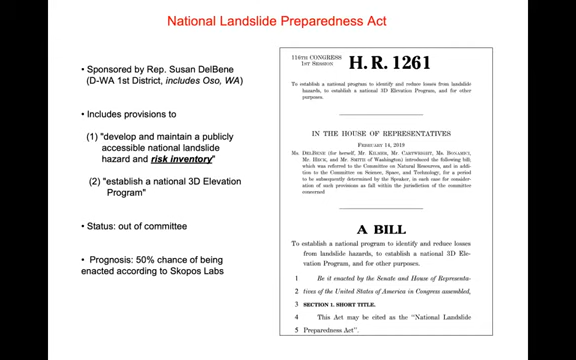 National Landslide Preparedness Act
• Sponsored by Rep. Susan DelBene
(D-WA 1st District, includes Oso, WA)
• Includes provisions to
(1) "develop and maintain a publicly
accessible national landslide
hazard and risk inventory"
(2) "establish a national 3D Elevation
Program"
• Status: out of committee
• Prognosis: 50% chance of being
enacted according to Skopos Labs
116TH CONGRESS
1ST SESSION
H. R. 1261
To establish a national program to identify and reduce losses from landslide
hazards, to establish a national 3D Elevation Program, and for other
purposes.
IN THE HOUSE OF REPRESENTATIVES
FEBRUARY 14, 2019
Ms. DELBENE (for herself, Mr. KILMER, Mr. CARTWRIGHT, Ms. BONAMICI,
Mr. HECK, and Mr. SMITH of Washington) introduced the following bill,
which was referred to the Committee on Natural Resources, and in addi-
tion to the Committee on Science, Space, and Technology, for a period
to be subsequently determined by the Speaker, in each case for consider-
ation of such provisions as fall within the jurisdiction of the committee
concerned
A BILL
To establish a national program to identify and reduce losses
from landslide hazards, to establish a national 3D Ele-
vation Program, and for other purposes.
1 Be it enacted by the Senate and House of Representa-
2 tives of the United States of America in Congress assembled,
3 SECTION 1. SHORT TITLE.
4 This Act may be cited as the "National Landslide
5 Preparedness Act".